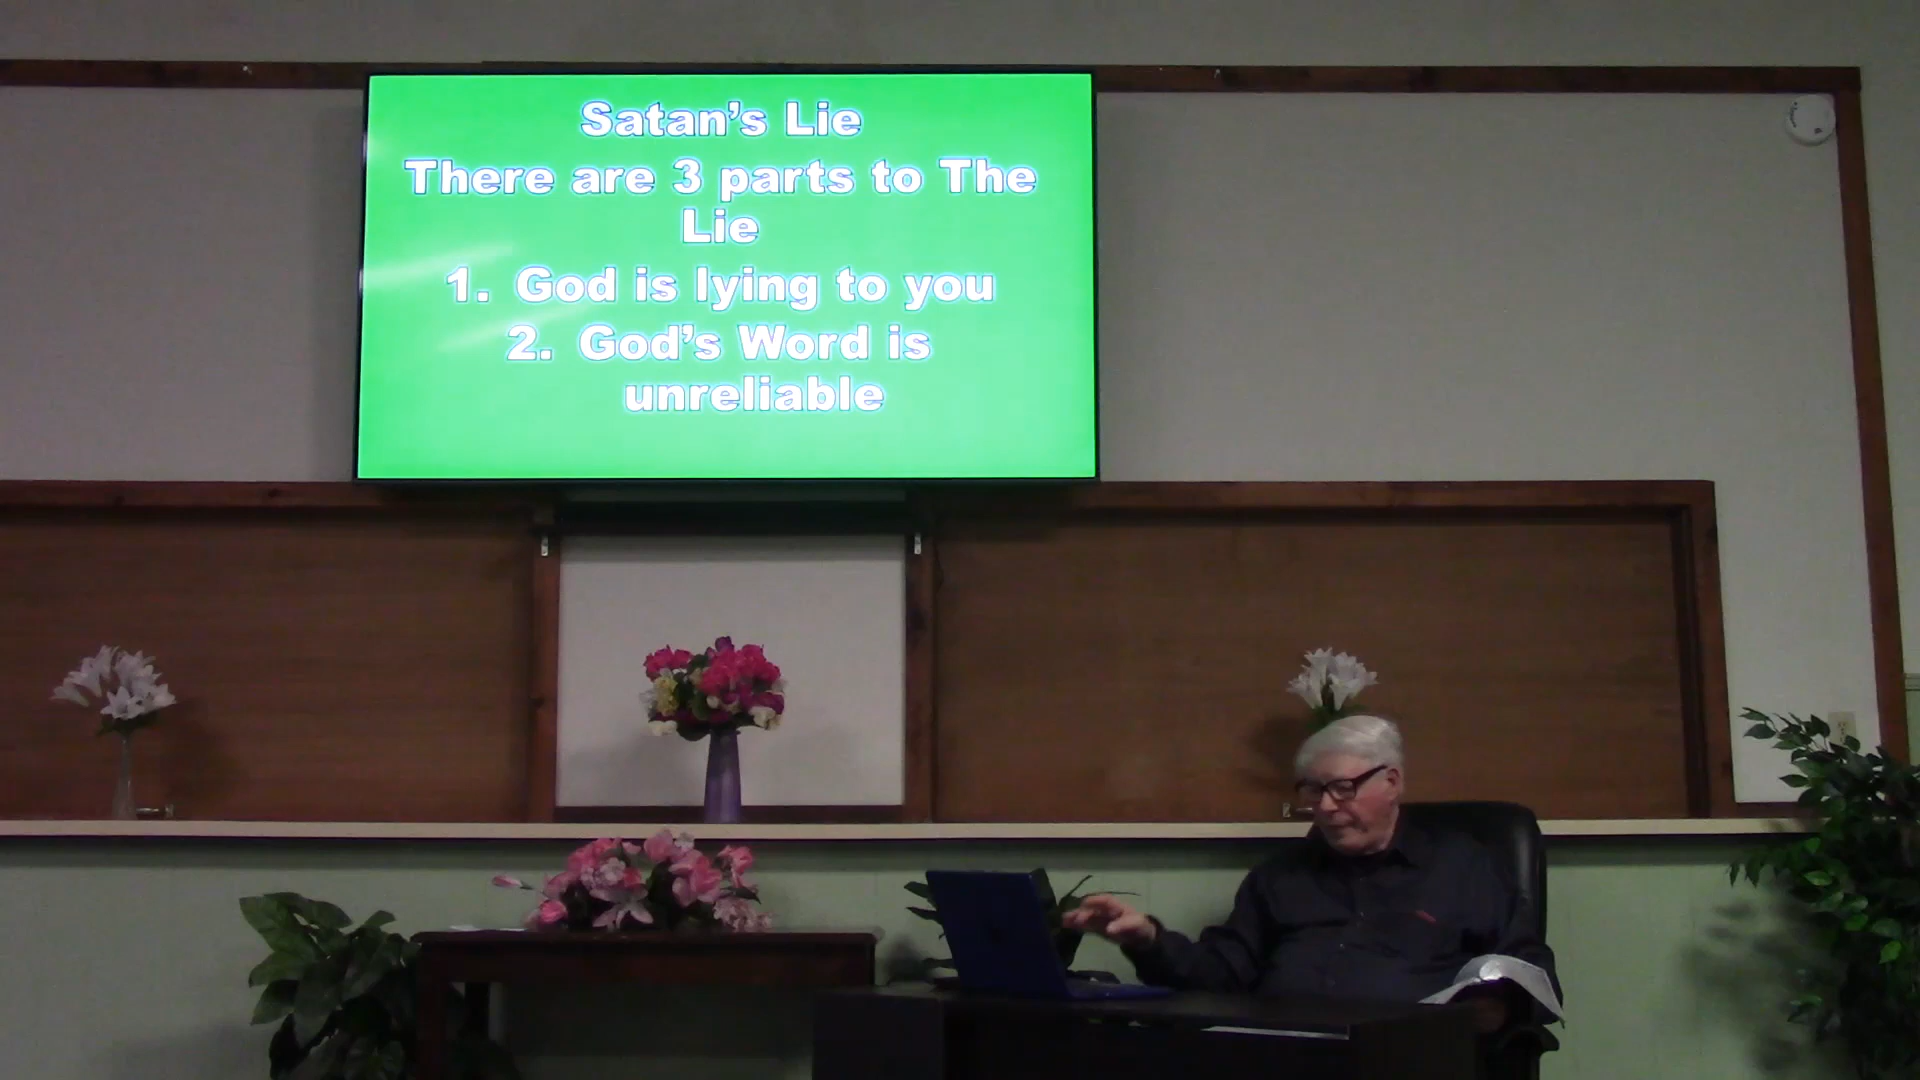 Satan's Lie
There are 3 parts to The
Lie
1. God is lying to you
2. God's Word is
unreliable